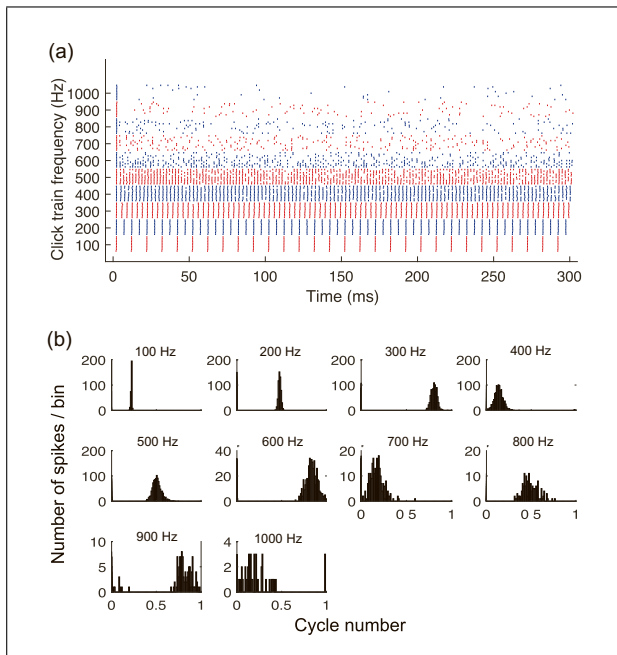 (a)
Click train frequency (Hz)
1000
900
800
700
600
500
400
300
200
100
0 50 100 150 200 250 300
Time (ms)
(b)
Number of spikes / bin
100 Hz 200 Hz 300 Hz 400 Hz
200 200 200 200
100 100 100 100
0 0 0 0
500 Hz 600 Hz 700 Hz 800 Hz
200 40 20 20
100 20 10 10
0 0 0 0
0 0 5 1 0 0 5 1
900 Hz 1000 Hz
10 4
5 2
0 0
0 0.5 1 0 0.5 1
Cycle number